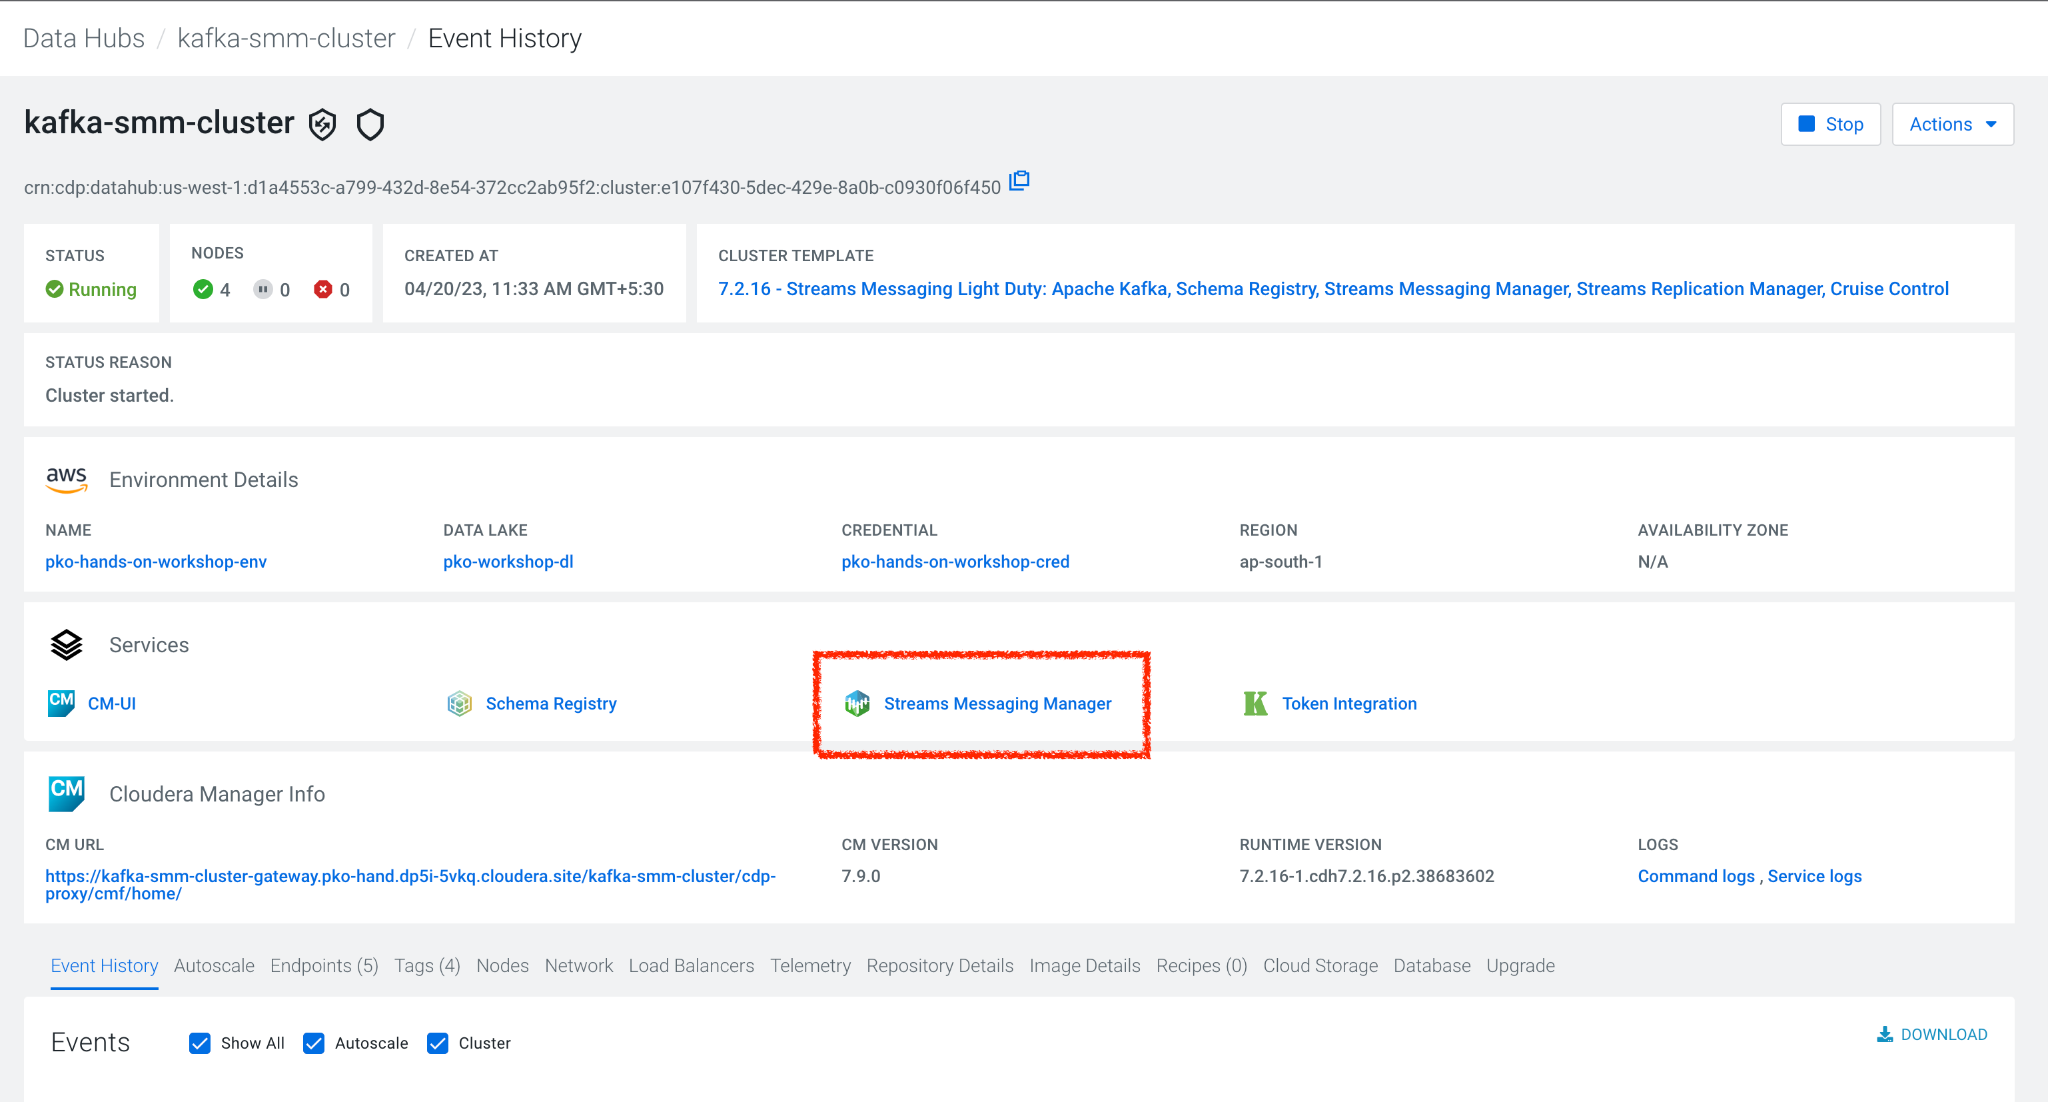 Data Hubs / kafka-smm-cluster / Event History
kafka-smm-cluster
Stop
Actions
crn:cdp:datahub:us-west-1:d1a4553c-a799-432d-8e54-372cc2ab95f2:cluster:e107f430-5dec-429e-8a0b-c0930f06f450
STATUS
Running
NODES
4 0 0
CREATED AT
04/20/23, 11:33 AM GMT+5:30
CLUSTER TEMPLATE
7.2.16 - Streams Messaging Light Duty: Apache Kafka, Schema Registry, Streams Messaging Manager, Streams Replication Manager, Cruise Control
STATUS REASON
Cluster started.
aws Environment Details
NAME
pko-hands-on-workshop-env
DATA LAKE
pko-workshop-dl
CREDENTIAL
pko-hands-on-workshop-cred
REGION
ap-south-1
AVAILABILITY ZONE
N/A
Services
CM CM-UI
Schema Registry
Streams Messaging Manager
K Token Integration
CM Cloudera Manager Info
CM URL
https://kafka-smm-cluster-gateway.pko-hand.dp5i-5vkq.cloudera.site/kafka-smm-cluster/cdp-
proxy/cmf/home/
CM VERSION
7.9.0
RUNTIME VERSION
7.2.16-1.cdh7.2.16.p2.38683602
LOGS
Command logs , Service logs
Event History Autoscale Endpoints (5) Tags (4) Nodes Network Load Balancers Telemetry Repository Details Image Details Recipes (0) Cloud Storage Database Upgrade
Events Show All Autoscale Cluster
DOWNLOAD